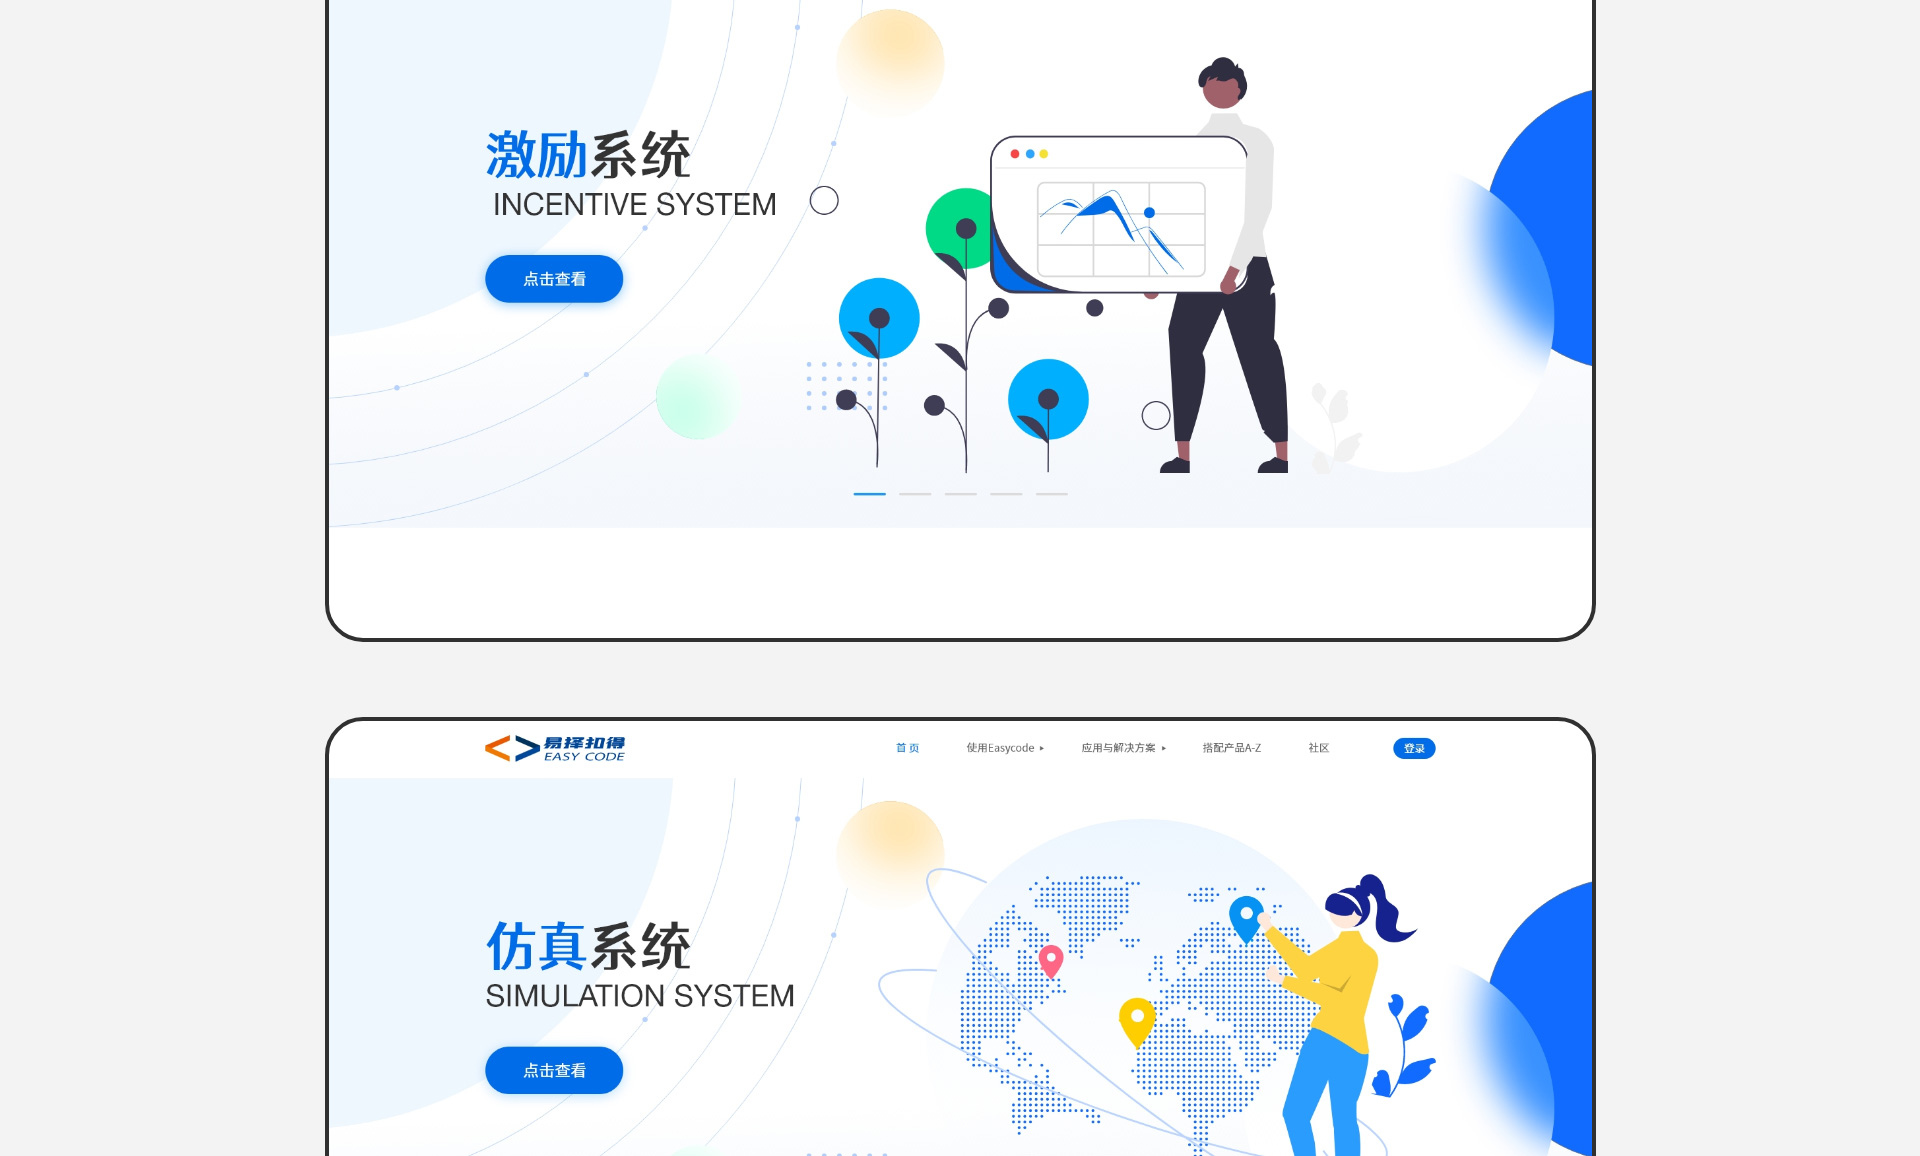 激励系统
INCENTIVE SYSTEM
点击查看
易择扣得
EASY CODE
首 页
使用Easycode
应用与解决方案
搭配产品A-Z
社区
登录
仿真系统
SIMULATION SYSTEM
点击查看